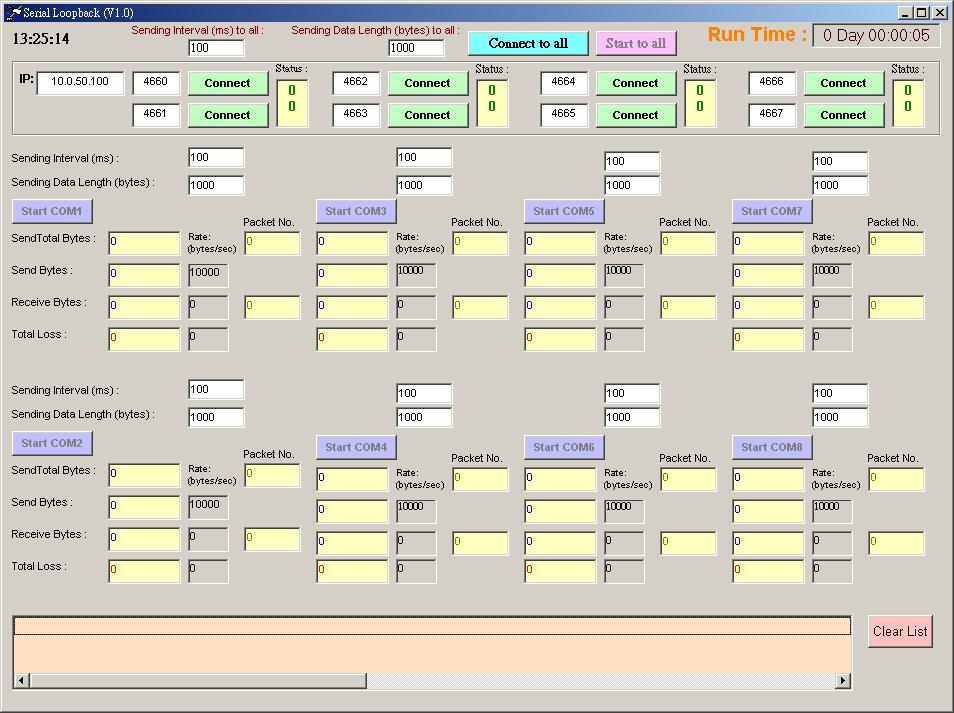 Serial Loopback (V1.0)
13:25:14
Sending Interval (ms) to all :
100
Sending Data Length (bytes) to all :
1000
Connect to all
Start to all
Run Time :
0 Day 00:00:05
IP: 10.0.50.100 4660 Connect Status : 0 4662 Connect Status : 0 4664 Connect Status : 0 4666 Connect Status : 0
4661 Connect 0 4663 Connect 0 4665 Connect 0 4667 Connect 0
Sending Interval (ms) : 100 100 100 100
Sending Data Length (bytes) : 1000 1000 1000 1000
Start COM1 Start COM3 Start COM5 Start COM7
Packet No. Packet No. Packet No. Packet No.
SendTotal Bytes : 0 Rate: (bytes/sec) 0 0 Rate: (bytes/sec) 0 0 Rate: (bytes/sec) 0 0 Rate: (bytes/sec) 0
Send Bytes : 0 10000 0 10000 0 10000 0 10000
Receive Bytes : 0 0 0 0 0 0 0 0 0 0 0 0
Total Loss : 0 0 0 0 0 0 0 0
Sending Interval (ms) : 100 100 100 100
Sending Data Length (bytes) : 1000 1000 1000 1000
Start COM2 Start COM4 Start COM6 Start COM8
Packet No. Packet No. Packet No. Packet No.
SendTotal Bytes : 0 Rate: (bytes/sec) 0 0 Rate: (bytes/sec) 0 0 Rate: (bytes/sec) 0 0 Rate: (bytes/sec) 0
Send Bytes : 0 10000 0 10000 0 10000 0 10000
Receive Bytes : 0 0 0 0 0 0 0 0 0 0 0 0
Total Loss : 0 0 0 0 0 0 0 0
Clear List